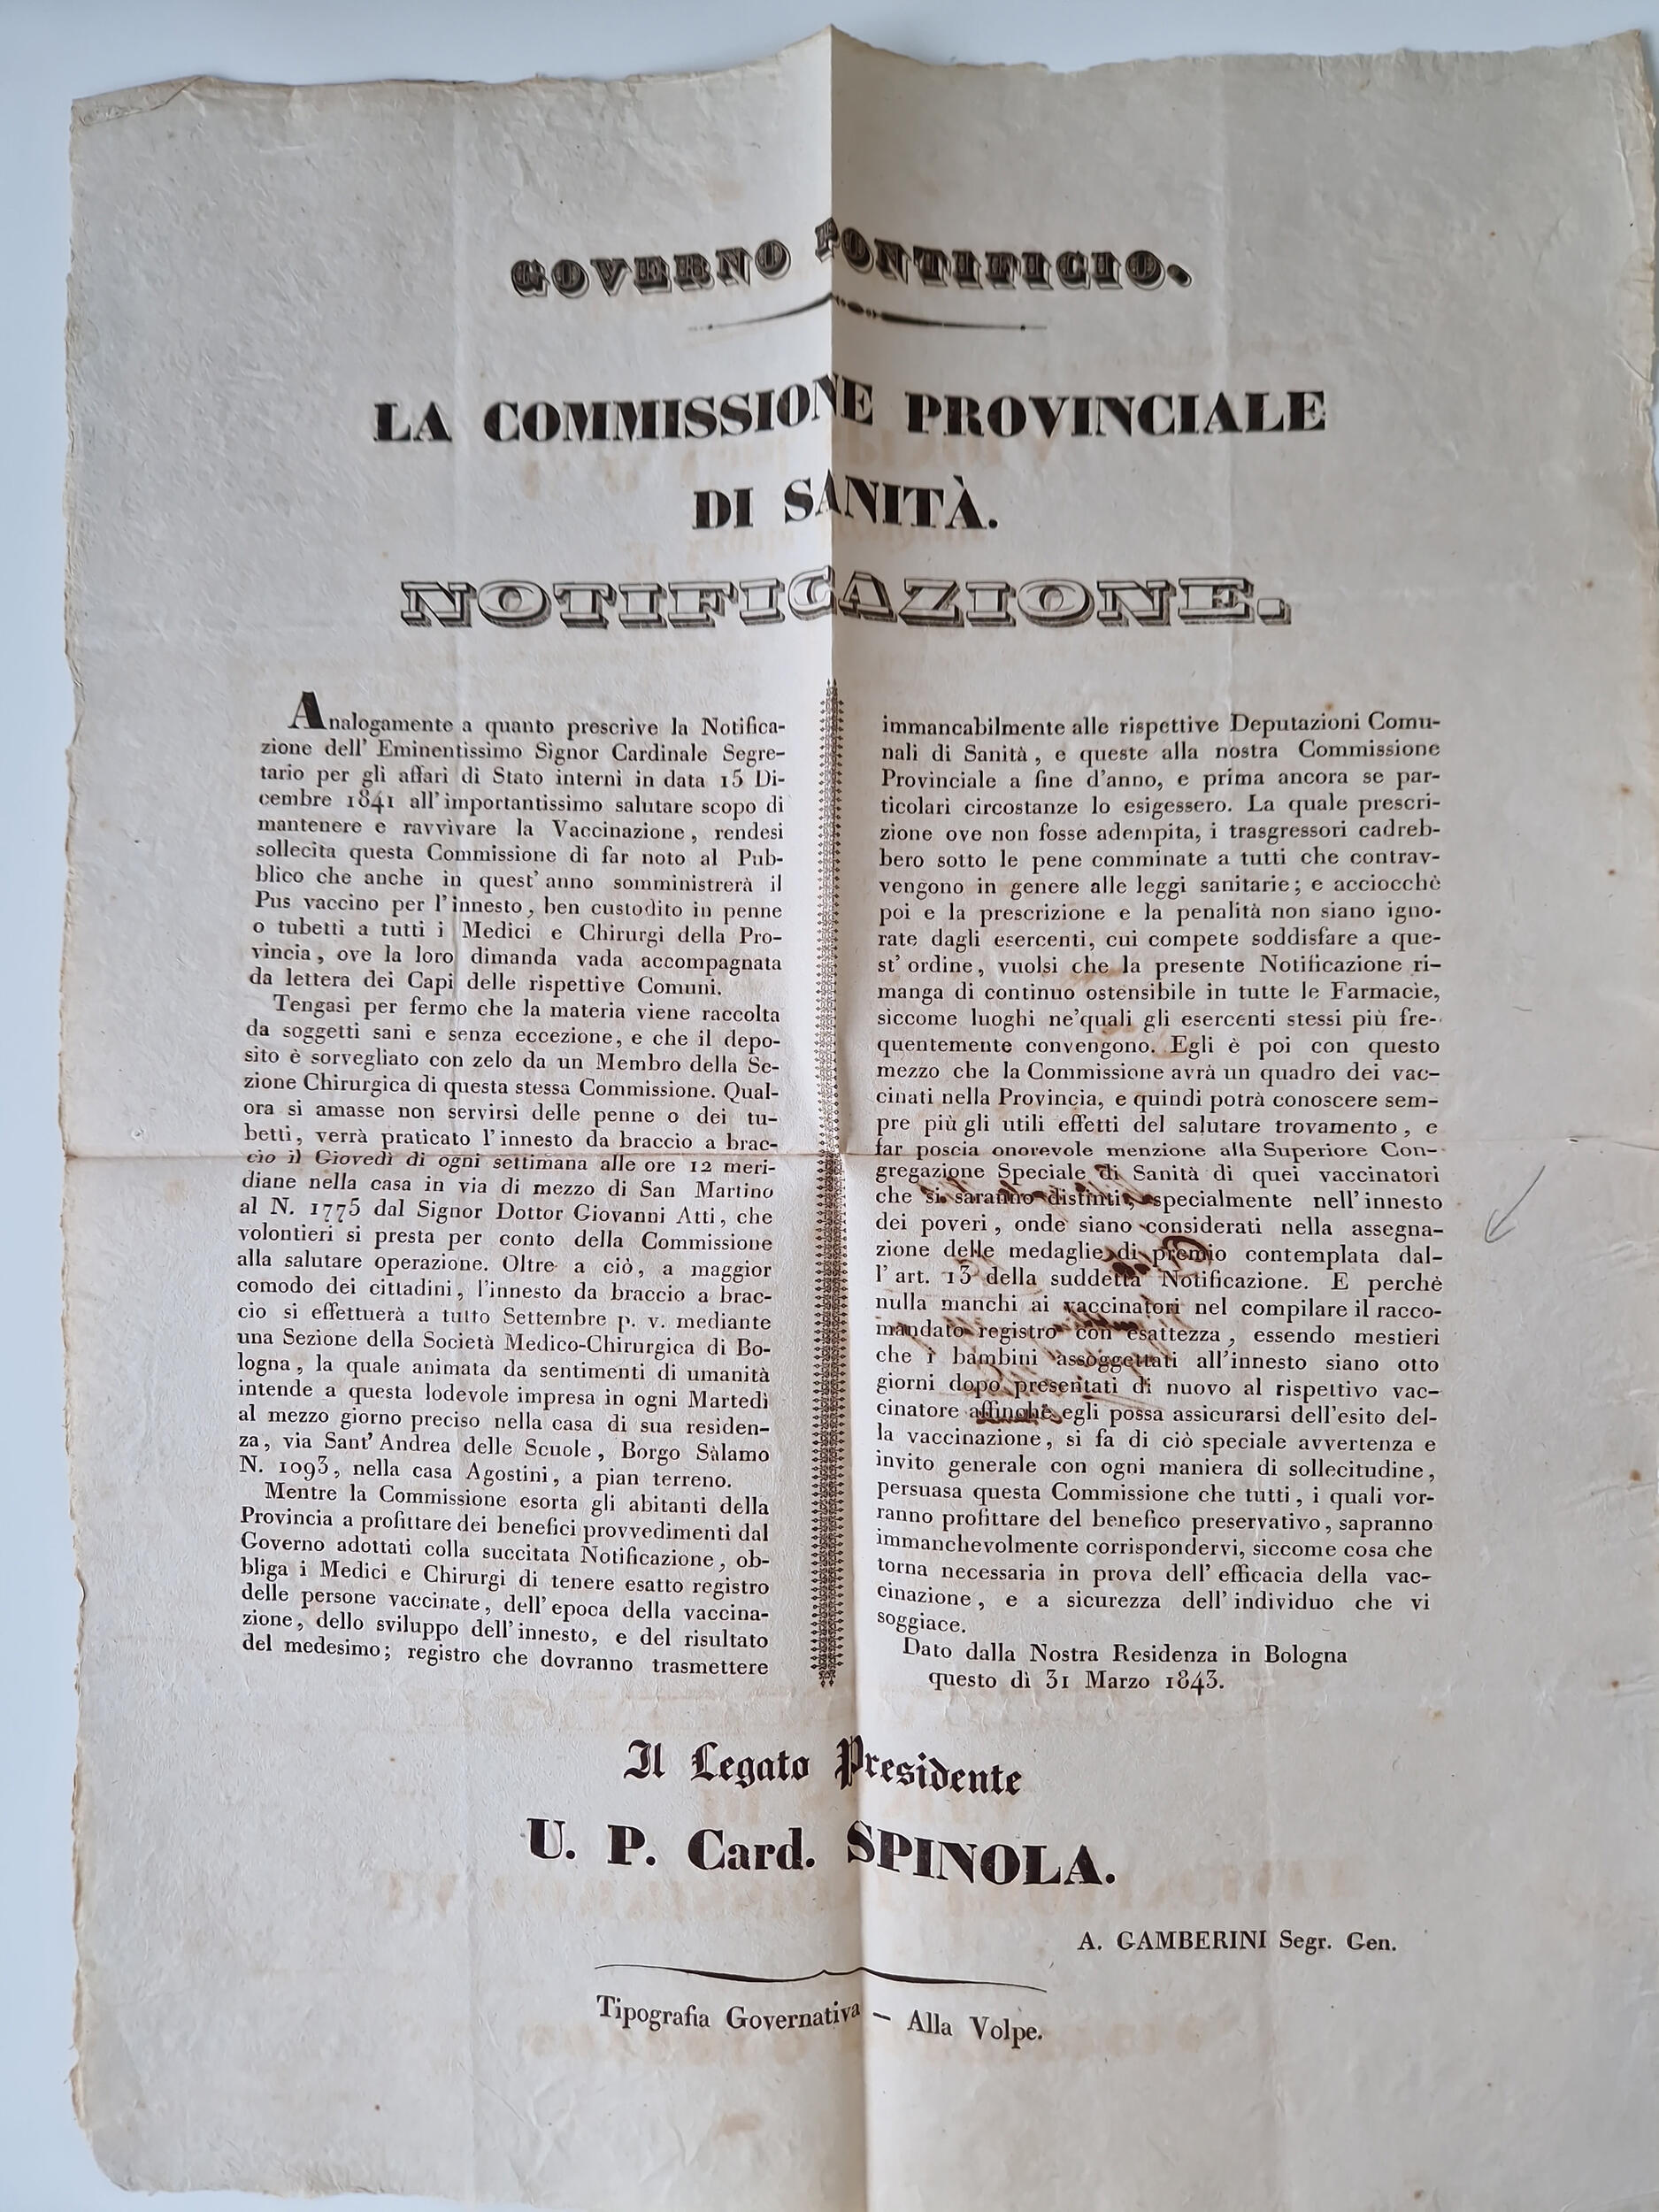 GOVERNO PONTIFICIO.
LA COMMISSIONE PROVINCIALE
DI SANITÀ.
NOTIFICAZIONE.
Analogamente a quanto prescrive la Notifica-
zione dell' Eminentissimo Signor Cardinale Segre-
tario per gli affari di Stato interni in data 15 Di-
cembre 1841 all'importantissimo salutare scopo di
mantenere e ravvivare la Vaccinazione, rendesi
sollecita questa Commissione di far noto al Pub-
blico che anche in quest' anno somministrerà il
Pus vaccino per l'innesto, ben custodito in penne
o tubetti a tutti i Medici e Chirurgi della Pro-
vincia, ove la loro dimanda vada accompagnata
da lettera dei Capi delle rispettive Comuni.
Tengasi per fermo che la materia viene raccolta
da soggetti sani e senza eccezione, e che il depo-
sito è sorvegliato con zelo da un Membro della Se-
zione Chirurgica di questa stessa Commissione. Qual-
ora si amasse non servirsi delle penne o dei tu-
betti, verrà praticato l'innesto da braccio a brac-
cio il Giovedì di ogni settimana alle ore 12 meri-
diane nella casa in via di mezzo di San Martino
al N. 1775 dal Signor Dottor Giovanni Atti, che
volontieri si presta per conto della Commissione
alla salutare operazione. Oltre a ciò, a maggior
comodo dei cittadini, l'innesto da braccio a brac-
cio si effettuerà a tutto Settembre p. v. mediante
una Sezione della Società Medico-Chirurgica di Bo-
logna, la quale animata da sentimenti di umanità
intende a questa lodevole impresa in ogni Martedì
al mezzo giorno preciso nella casa di sua residen-
za, via Sant' Andrea delle Scuole, Borgo Salamo
N. 1093, nella casa Agostini, a pian terreno.
Mentre la Commissione esorta gli abitanti della
Provincia a profittare dei benefici provvedimenti dal
Governo adottati colla succitata Notificazione, ob-
bliga i Medici e Chirurgi di tenere esatto registro
delle persone vaccinate, dell' epoca della vaccina-
zione, dello sviluppo dell'innesto, e del risultato
del medesimo; registro che dovranno trasmettere
immancabilmente alle rispettive Deputazioni Comu-
nali di Sanità, e queste alla nostra Commissione
Provinciale a fine d'anno, e prima ancora se par-
ticolari circostanze lo esigessero. La quale prescri-
zione ove non fosse adempita, i trasgressori cadreb-
bero sotto le pene comminate a tutti che contrav-
vengono in genere alle leggi sanitarie; e acciocchè
poi e la prescrizione e la penalità non siano igno-
rate dagli esercenti, cui compete soddisfare a que-
st' ordine, vuolsi che la presente Notificazione ri-
manga di continuo ostensibile in tutte le Farmacie,
siccome luoghi ne'quali gli esercenti stessi più fre-
quentemente convengono. Egli è poi con questo
mezzo che la Commissione avrà un quadro dei vac-
cinati nella Provincia, e quindi potrà conoscere sem-
pre più gli utili effetti del salutare trovamento, e
far poscia onorevole menzione alla Superiore Con-
gregazione Speciale di Sanità di quei vaccinatori
che si saranno distinti, specialmente nell'innesto
dei poveri, onde siano considerati nella assegna-
zione delle medaglie di premio contemplata dal-
l' art. 13 della suddetta Notificazione. E perchè
nulla manchi ai vaccinatori nel compilare il racco-
mandato registro con esattezza, essendo mestieri
che i bambini assoggettati all'innesto siano otto
giorni dopo presentati di nuovo al rispettivo vac-
cinatore affinchè egli possa assicurarsi dell'esito del-
la vaccinazione, si fa di ciò speciale avvertenza e
invito generale con ogni maniera di sollecitudine,
persuasa questa Commissione che tutti, i quali vor-
ranno profittare del benefico preservativo, sapranno
immanchevolmente corrispondervi, siccome cosa che
torna necessaria in prova dell' efficacia della vac-
cinazione, e a sicurezza dell' individuo che vi
soggiace.
Dato dalla Nostra Residenza in Bologna
questo dì 31 Marzo 1843.
Il Legato Presidente
U. P. Card. SPINOLA.
A. GAMBERINI Segr. Gen.
Tipografia Governativa — Alla Volpe.